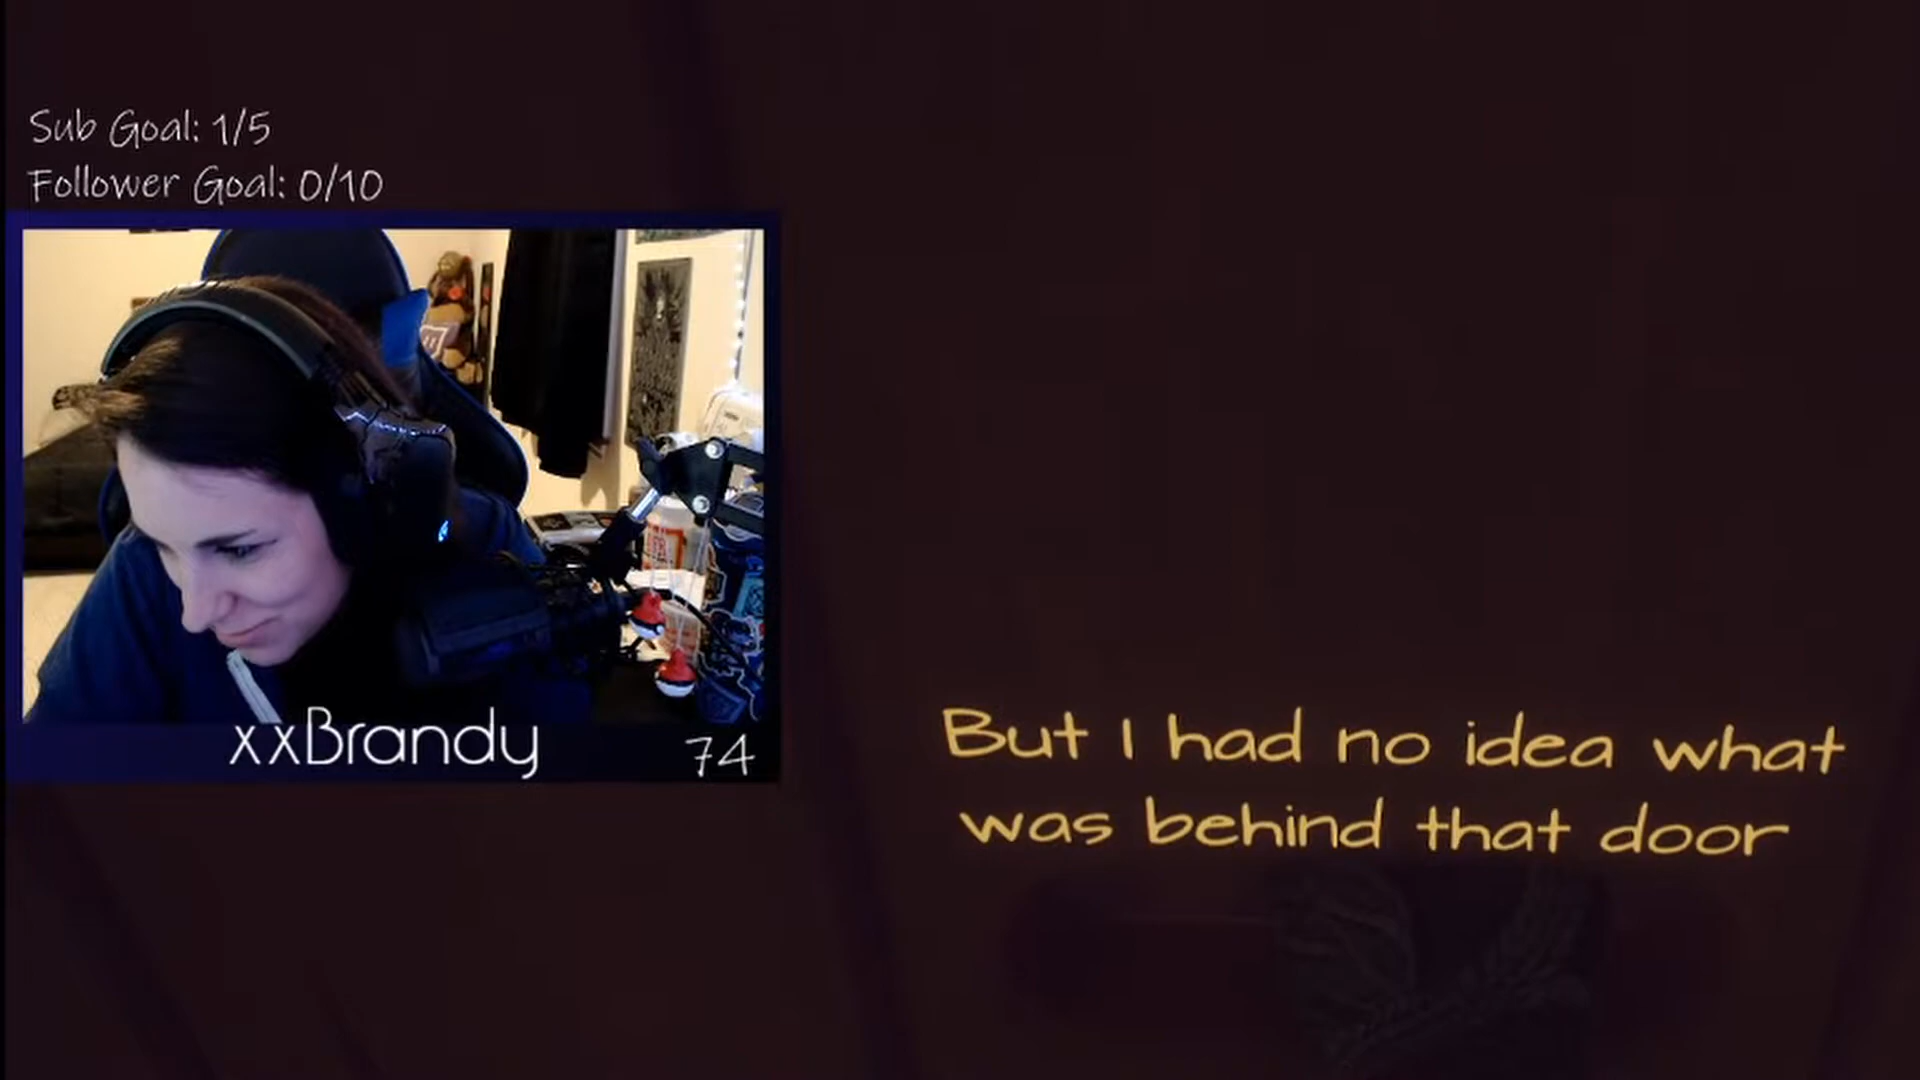 Sub Goal: 1/5
Follower Goal: 0/10
xxBrandy
74
But I had no idea what
was behind that door